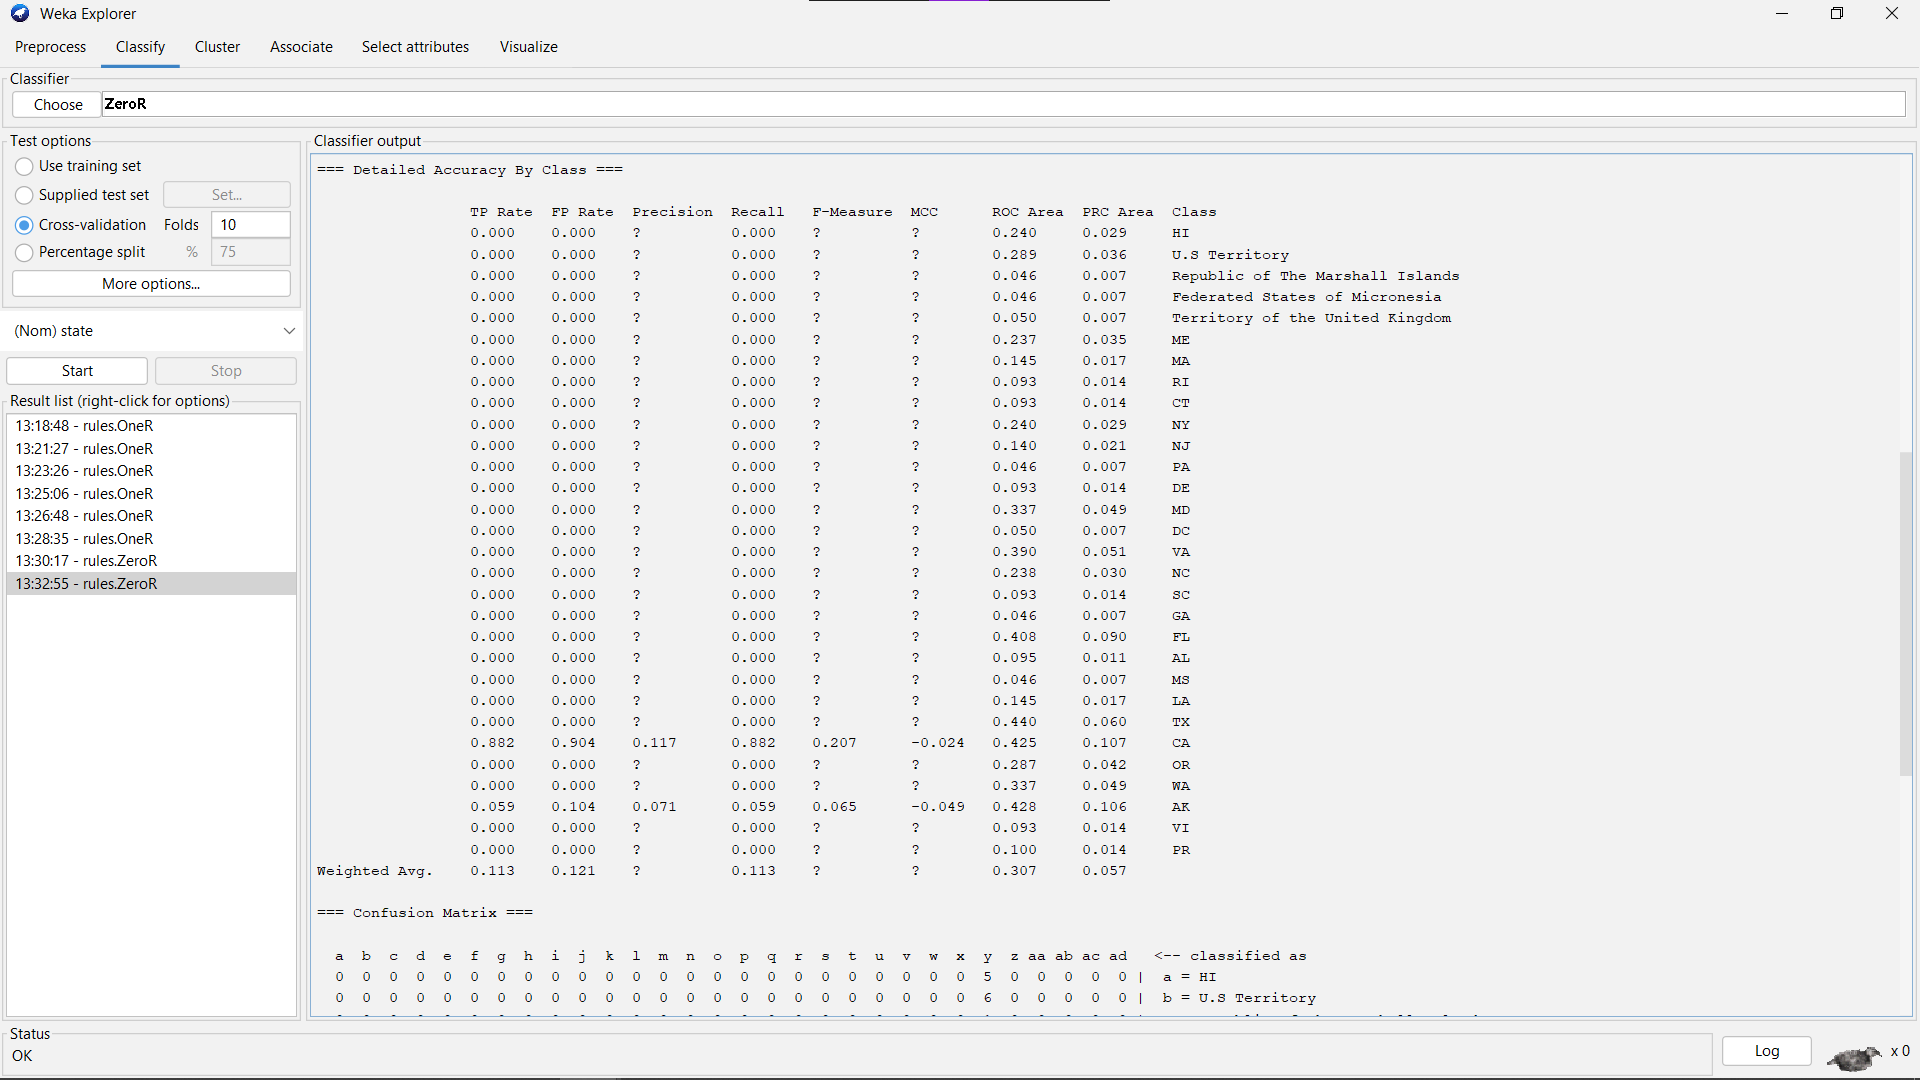 Weka Explorer
Preprocess Classify Cluster Associate Select attributes Visualize
Classifier
Choose ZeroR
Test options
Use training set
Supplied test set Set...
Cross-validation Folds 10
Percentage split % 75
More options...
(Nom) state
Start Stop
Result list (right-click for options)
13:18:48 - rules.OneR
13:21:27 - rules.OneR
13:23:26 - rules.OneR
13:25:06 - rules.OneR
13:26:48 - rules.OneR
13:28:35 - rules.OneR
13:30:17 - rules.ZeroR
13:32:55 - rules.ZeroR
Classifier output
=== Detailed Accuracy By Class ===
TP Rate FP Rate Precision Recall F-Measure MCC ROC Area PRC Area Class
0.000 0.000 ? 0.000 ? ? 0.240 0.029 HI
0.000 0.000 ? 0.000 ? ? 0.289 0.036 U.S Territory
0.000 0.000 ? 0.000 ? ? 0.046 0.007 Republic of The Marshall Islands
0.000 0.000 ? 0.000 ? ? 0.046 0.007 Federated States of Micronesia
0.000 0.000 ? 0.000 ? ? 0.050 0.007 Territory of the United Kingdom
0.000 0.000 ? 0.000 ? ? 0.237 0.035 ME
0.000 0.000 ? 0.000 ? ? 0.145 0.017 MA
0.000 0.000 ? 0.000 ? ? 0.093 0.014 RI
0.000 0.000 ? 0.000 ? ? 0.093 0.014 CT
0.000 0.000 ? 0.000 ? ? 0.240 0.029 NY
0.000 0.000 ? 0.000 ? ? 0.140 0.021 NJ
0.000 0.000 ? 0.000 ? ? 0.046 0.007 PA
0.000 0.000 ? 0.000 ? ? 0.093 0.014 DE
0.000 0.000 ? 0.000 ? ? 0.337 0.049 MD
0.000 0.000 ? 0.000 ? ? 0.050 0.007 DC
0.000 0.000 ? 0.000 ? ? 0.390 0.051 VA
0.000 0.000 ? 0.000 ? ? 0.238 0.030 NC
0.000 0.000 ? 0.000 ? ? 0.093 0.014 SC
0.000 0.000 ? 0.000 ? ? 0.046 0.007 GA
0.000 0.000 ? 0.000 ? ? 0.408 0.090 FL
0.000 0.000 ? 0.000 ? ? 0.095 0.011 AL
0.000 0.000 ? 0.000 ? ? 0.046 0.007 MS
0.000 0.000 ? 0.000 ? ? 0.145 0.017 LA
0.000 0.000 ? 0.000 ? ? 0.440 0.060 TX
0.882 0.904 0.117 0.882 0.207 -0.024 0.425 0.107 CA
0.000 0.000 ? 0.000 ? ? 0.287 0.042 OR
0.000 0.000 ? 0.000 ? ? 0.337 0.049 WA
0.059 0.104 0.071 0.059 0.065 -0.049 0.428 0.106 AK
0.000 0.000 ? 0.000 ? ? 0.093 0.014 VI
0.000 0.000 ? 0.000 ? ? 0.100 0.014 PR
Weighted Avg. 0.113 0.121 ? 0.113 ? ? 0.307 0.057
=== Confusion Matrix ===
a b c d e f g h i j k l m n o p q r s t u v w x y z aa ab ac ad <-- classified as
0 0 0 0 0 0 0 0 0 0 0 0 0 0 0 0 0 0 0 0 0 0 0 0 5 0 0 0 0 0 | a = HI
0 0 0 0 0 0 0 0 0 0 0 0 0 0 0 0 0 0 0 0 0 0 0 0 6 0 0 0 0 0 | b = U.S Territory
Status
OK
Log
x 0